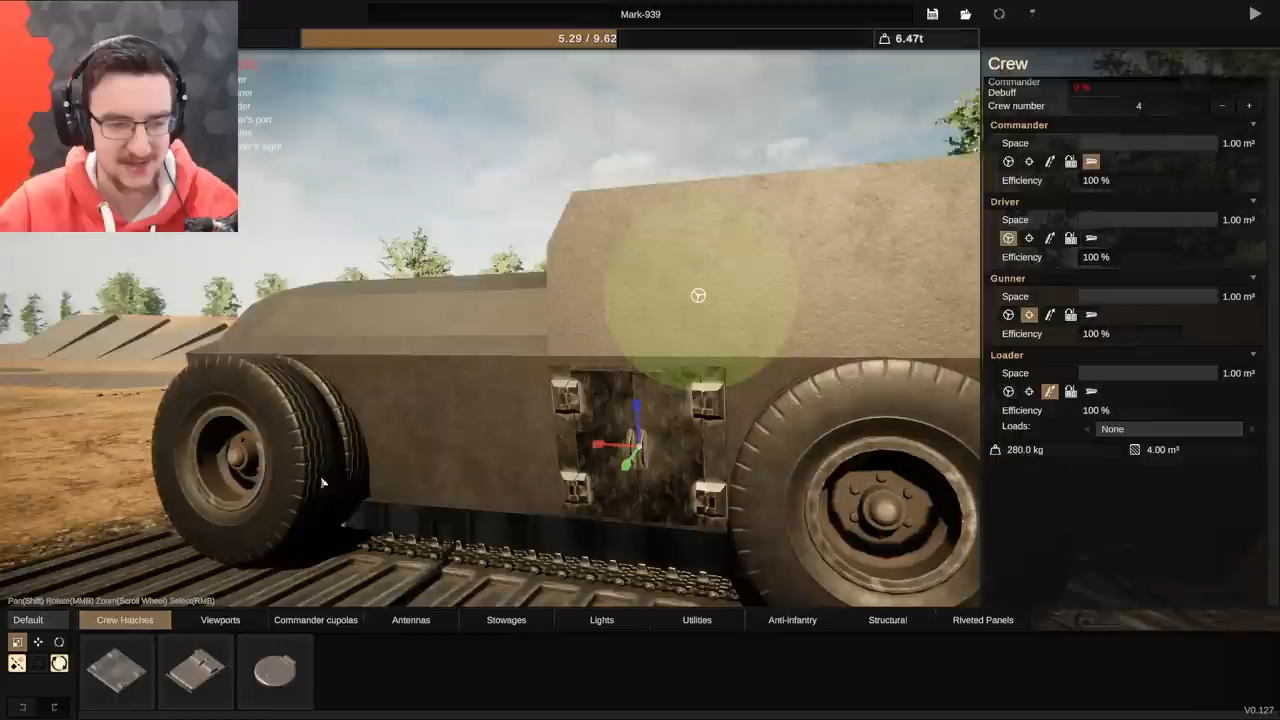 Mark-939
5.29 / 9.62
6.47t
Crew
Commander
Debuff
0 %
Crew number
4
−
+
Commander
Space
1.00 m³
Efficiency
100 %
Driver
Space
1.00 m³
Efficiency
100 %
Gunner
Space
1.00 m³
Efficiency
100 %
Loader
Space
1.00 m³
Efficiency
100 %
Loads:
None
280.0 kg
4.00 m³
er's port
Pan(Shift) Rotate(MMB) Zoom(Scroll Wheel) Select(RMB)
Default
Crew Hatches
Viewports
Commander cupolas
Antennas
Stowages
Lights
Utilities
Anti-infantry
Structural
Riveted Panels
V0.127